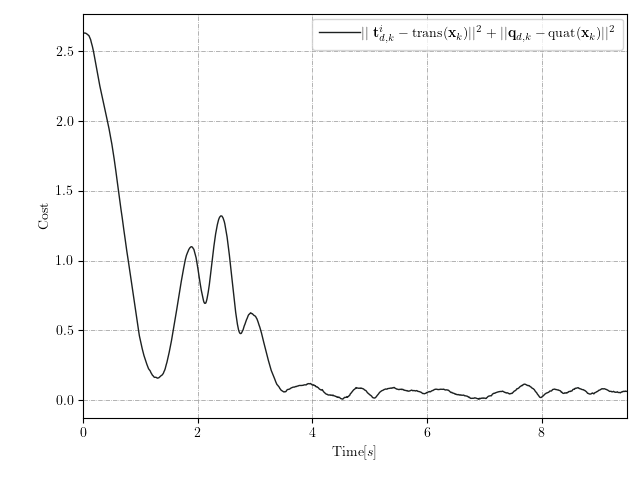 || t^i_{d,k} − trans(x_k)||^2 + ||q_{d,k} − quat(x_k)||^2
2.5
2.0
1.5
1.0
0.5
0.0
Cost
0 2 4 6 8
Time[s]